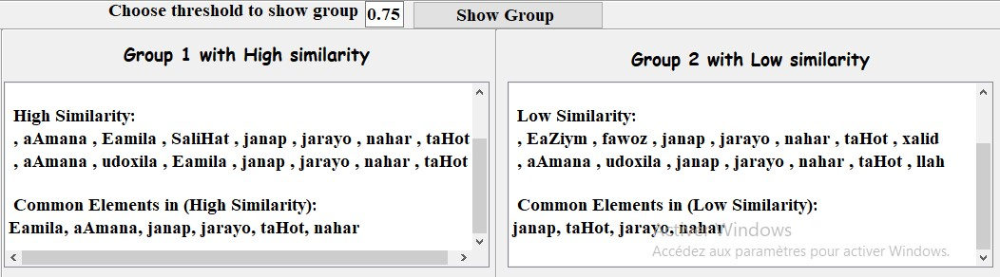 Choose threshold to show group 0.75 Show Group
Group 1 with High similarity
High Similarity:
, aAmana , Eamila , SaliHat , janap , jarayo , nahar , taHot
, aAmana , udoxila , Eamila , janap , jarayo , nahar , taHot
Common Elements in (High Similarity):
Eamila, aAmana, janap, jarayo, taHot, nahar
Group 2 with Low similarity
Low Similarity:
, EaZiym , fawoz , janap , jarayo , nahar , taHot , xalid
, aAmana , udoxila , janap , jarayo , nahar , taHot , llah
Common Elements in (Low Similarity):
janap, taHot, jarayo, nahar
Activer Windows
Accédez aux paramètres pour activer Windows.